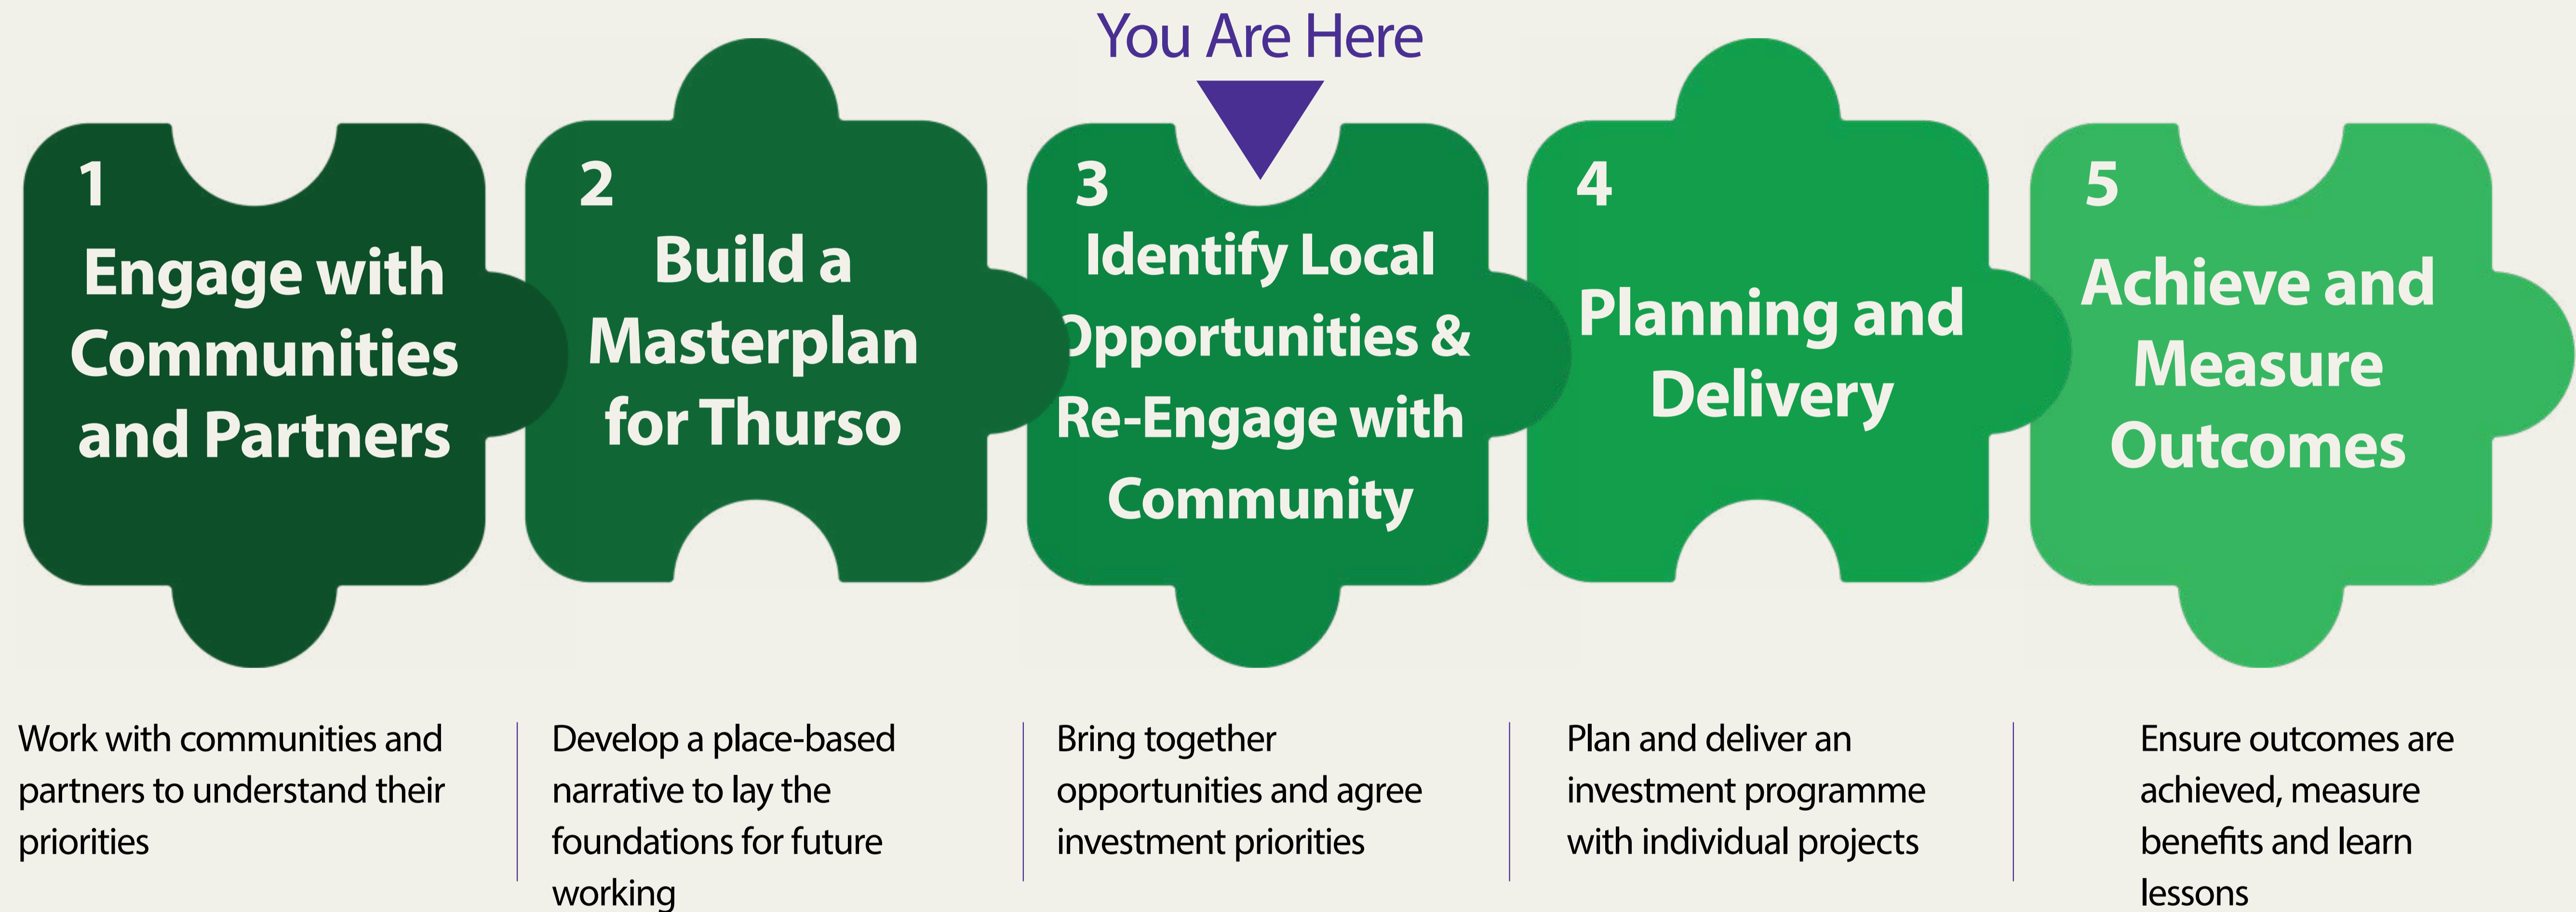 You Are Here
1
Engage with
Communities
and Partners
2
Build a
Masterplan
for Thurso
3
Identify Local
Opportunities &
Re-Engage with
Community
4
Planning and
Delivery
5
Achieve and
Measure
Outcomes
Work with communities and
partners to understand their
priorities
Develop a place-based
narrative to lay the
foundations for future
working
Bring together
opportunities and agree
investment priorities
Plan and deliver an
investment programme
with individual projects
Ensure outcomes are
achieved, measure
benefits and learn
lessons